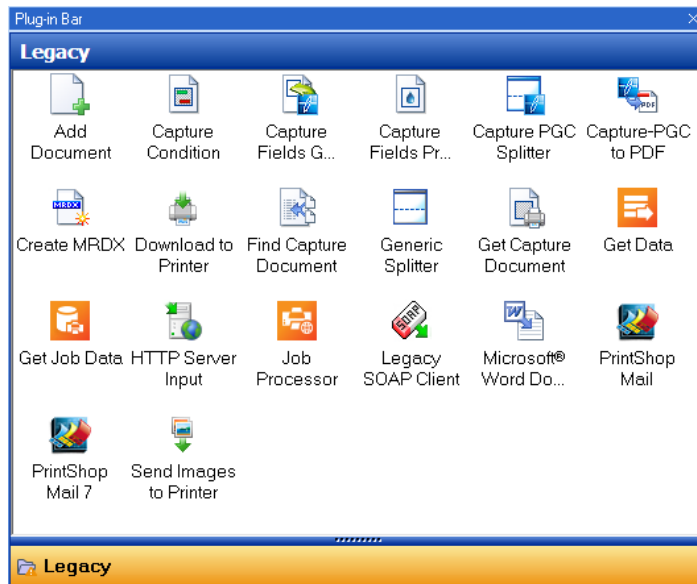 Plug-in Bar
Legacy
Add Document
Capture Condition
Capture Fields G...
Capture Fields Pr...
Capture PGC Splitter
Capture-PGC to PDF
PDF
MRDX
Create MRDX
Download to Printer
Find Capture Document
Generic Splitter
Get Capture Document
Get Data
Get Job Data
HTTP Server Input
Job Processor
SOAP
Legacy SOAP Client
W
Microsoft® Word Do...
PrintShop Mail
PrintShop Mail 7
Send Images to Printer
Legacy